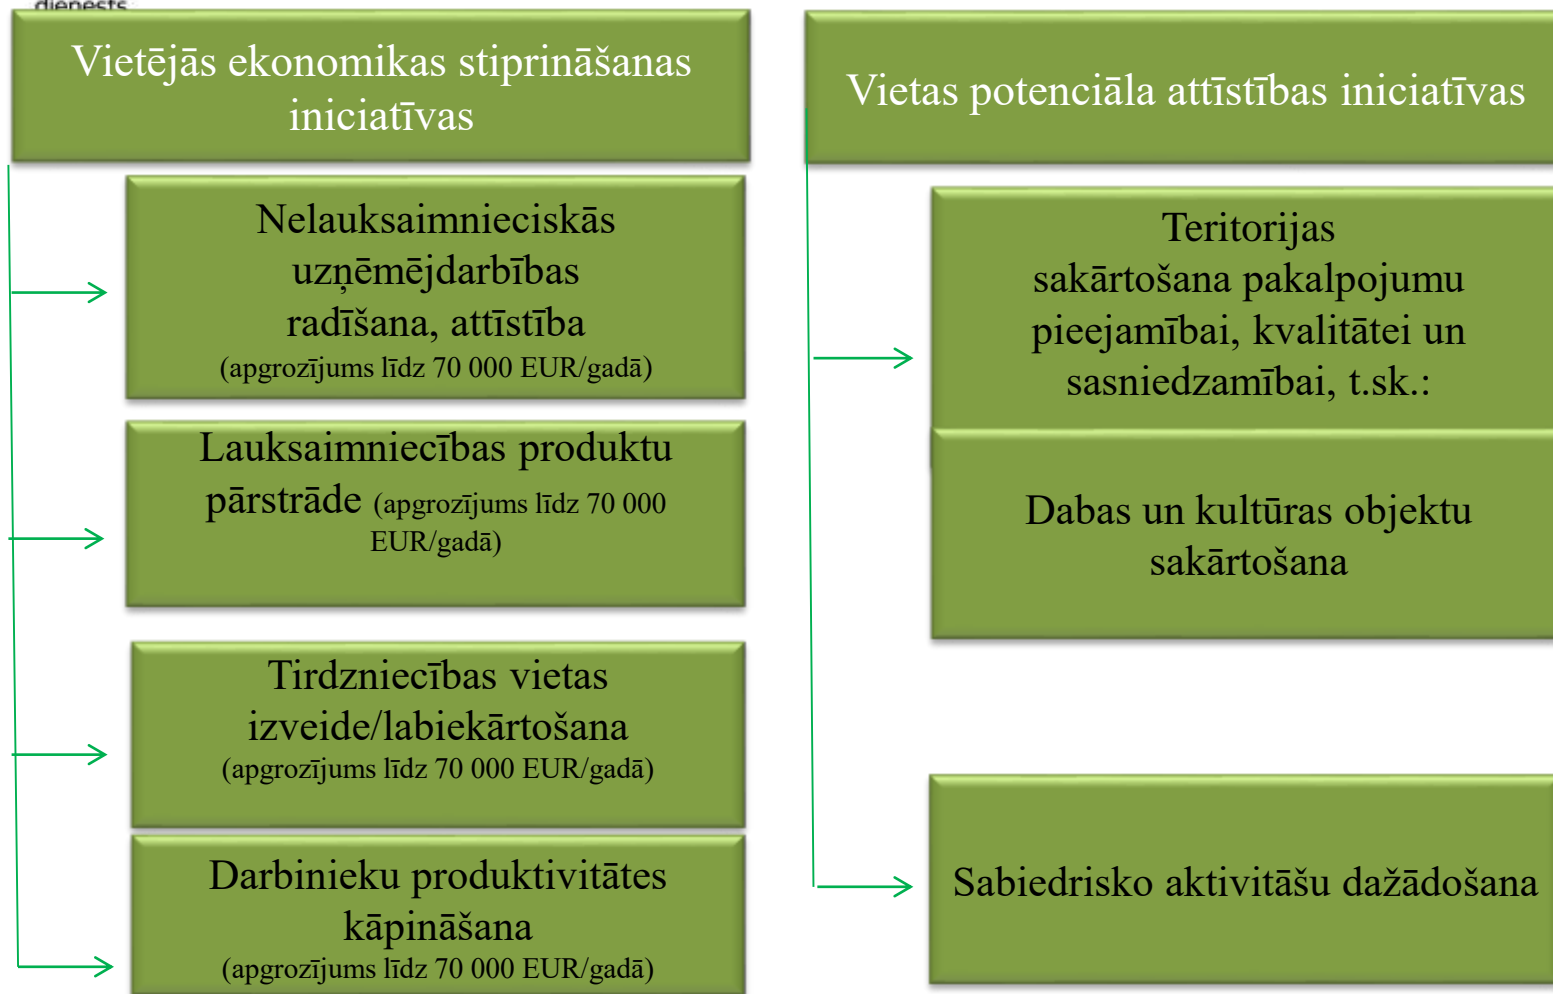 dienests
Vietējās ekonomikas stiprināšanas
iniciatīvas
Nelauksaimnieciskās
uzņēmējdarbības
radīšana, attīstība
(apgrozījums līdz 70 000 EUR/gadā)
Lauksaimniecības produktu
pārstrāde (apgrozījums līdz 70 000
EUR/gadā)
Tirdzniecības vietas
izveide/labiekārtošana
(apgrozījums līdz 70 000 EUR/gadā)
Darbinieku produktivitātes
kāpināšana
(apgrozījums līdz 70 000 EUR/gadā)
Vietas potenciāla attīstības iniciatīvas
Teritorijas
sakārtošana pakalpojumu
pieejamībai, kvalitātei un
sasniedzamībai, t.sk.:
Dabas un kultūras objektu
sakārtošana
Sabiedrisko aktivitāšu dažādošana